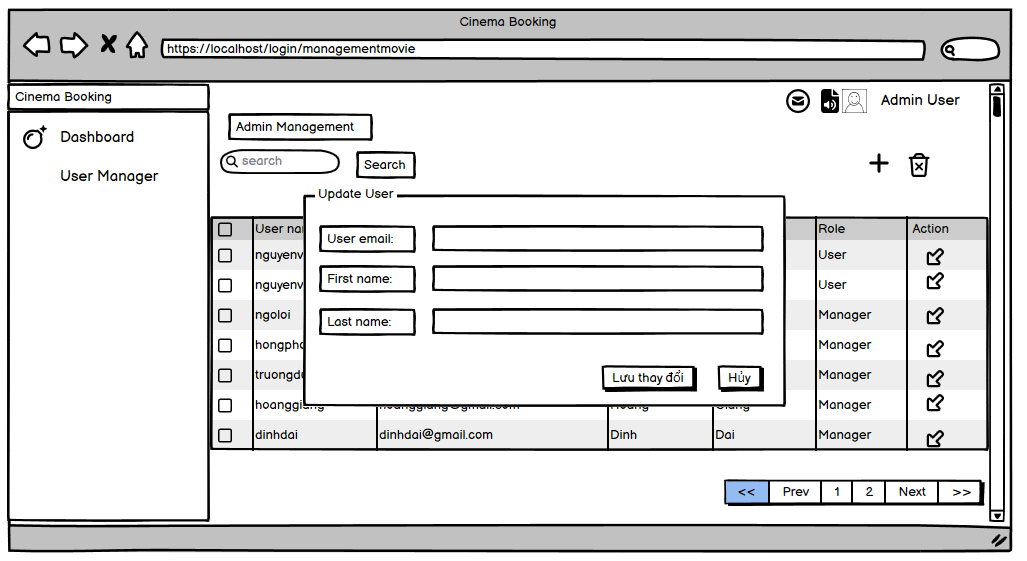 Cinema Booking
https://localhost/login/managementmovie
Cinema Booking
Admin User
Dashboard
Admin Management
search
Search
User Manager
Update User
User email:
First name:
Last name:
Lưu thay đổi
Hủy
User Role Action
User
User
ngoloi Manager
Manager
Manager
Manager
dinhdai dinhdai@gmail.com Dinh Dai Manager
<< Prev 1 2 Next >>